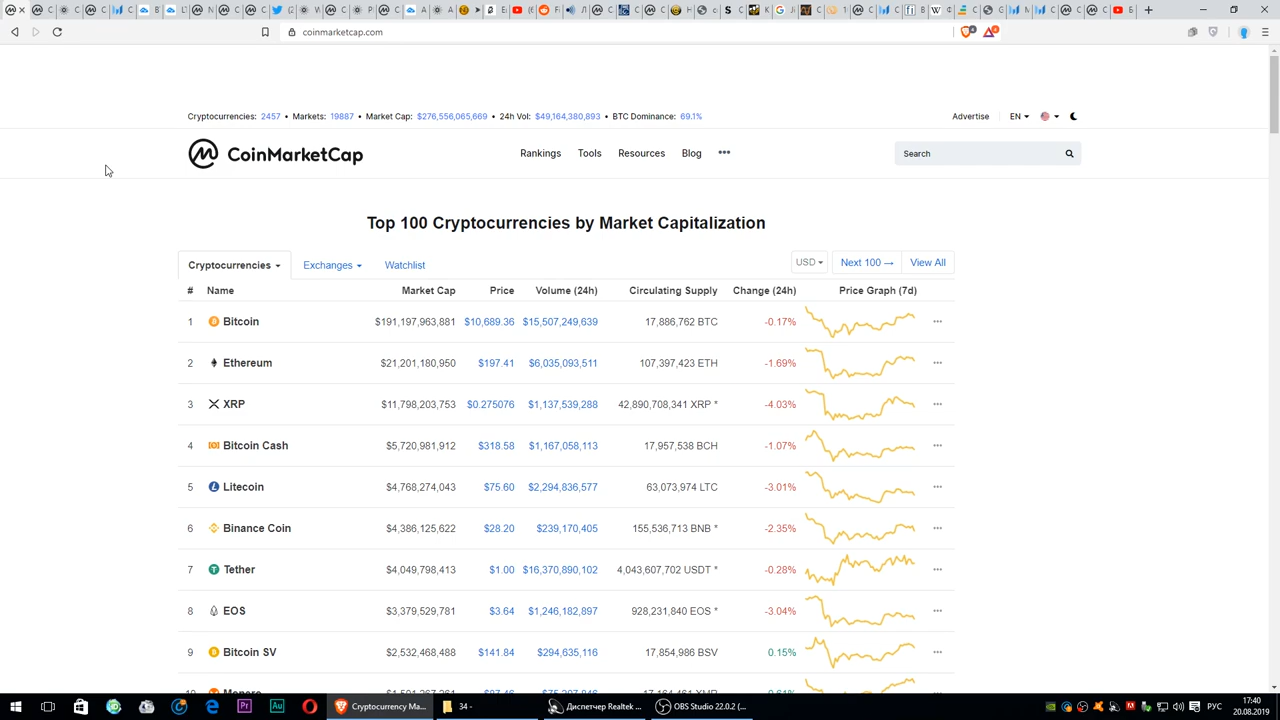 coinmarketcap.com
Cryptocurrencies: 2457 • Markets: 19887 • Market Cap: $276,556,065,669 • 24h Vol: $49,164,380,893 • BTC Dominance: 69.1%
Advertise EN
CoinMarketCap
Rankings Tools Resources Blog •••
Search
Top 100 Cryptocurrencies by Market Capitalization
Cryptocurrencies Exchanges Watchlist USD Next 100 → View All
# Name Market Cap Price Volume (24h) Circulating Supply Change (24h) Price Graph (7d)
1 Bitcoin $191,197,963,881 $10,689.36 $15,507,249,639 17,886,762 BTC -0.17%
2 Ethereum $21,201,180,950 $197.41 $6,035,093,511 107,397,423 ETH -1.69%
3 XRP $11,798,203,753 $0.275076 $1,137,539,288 42,890,708,341 XRP * -4.03%
4 Bitcoin Cash $5,720,981,912 $318.58 $1,167,058,113 17,957,538 BCH -1.07%
5 Litecoin $4,768,274,043 $75.60 $2,294,836,577 63,073,974 LTC -3.01%
6 Binance Coin $4,386,125,622 $28.20 $239,170,405 155,536,713 BNB * -2.35%
7 Tether $4,049,798,413 $1.00 $16,370,890,102 4,043,607,702 USDT * -0.28%
8 EOS $3,379,529,781 $3.64 $1,246,182,897 928,231,840 EOS * -3.04%
9 Bitcoin SV $2,532,468,488 $141.84 $294,635,116 17,854,986 BSV 0.15%
Cryptocurrency Ma... 34 - Диспетчер Realtek ... OBS Studio 22.0.2 (... РУС 17:40
20.08.2019